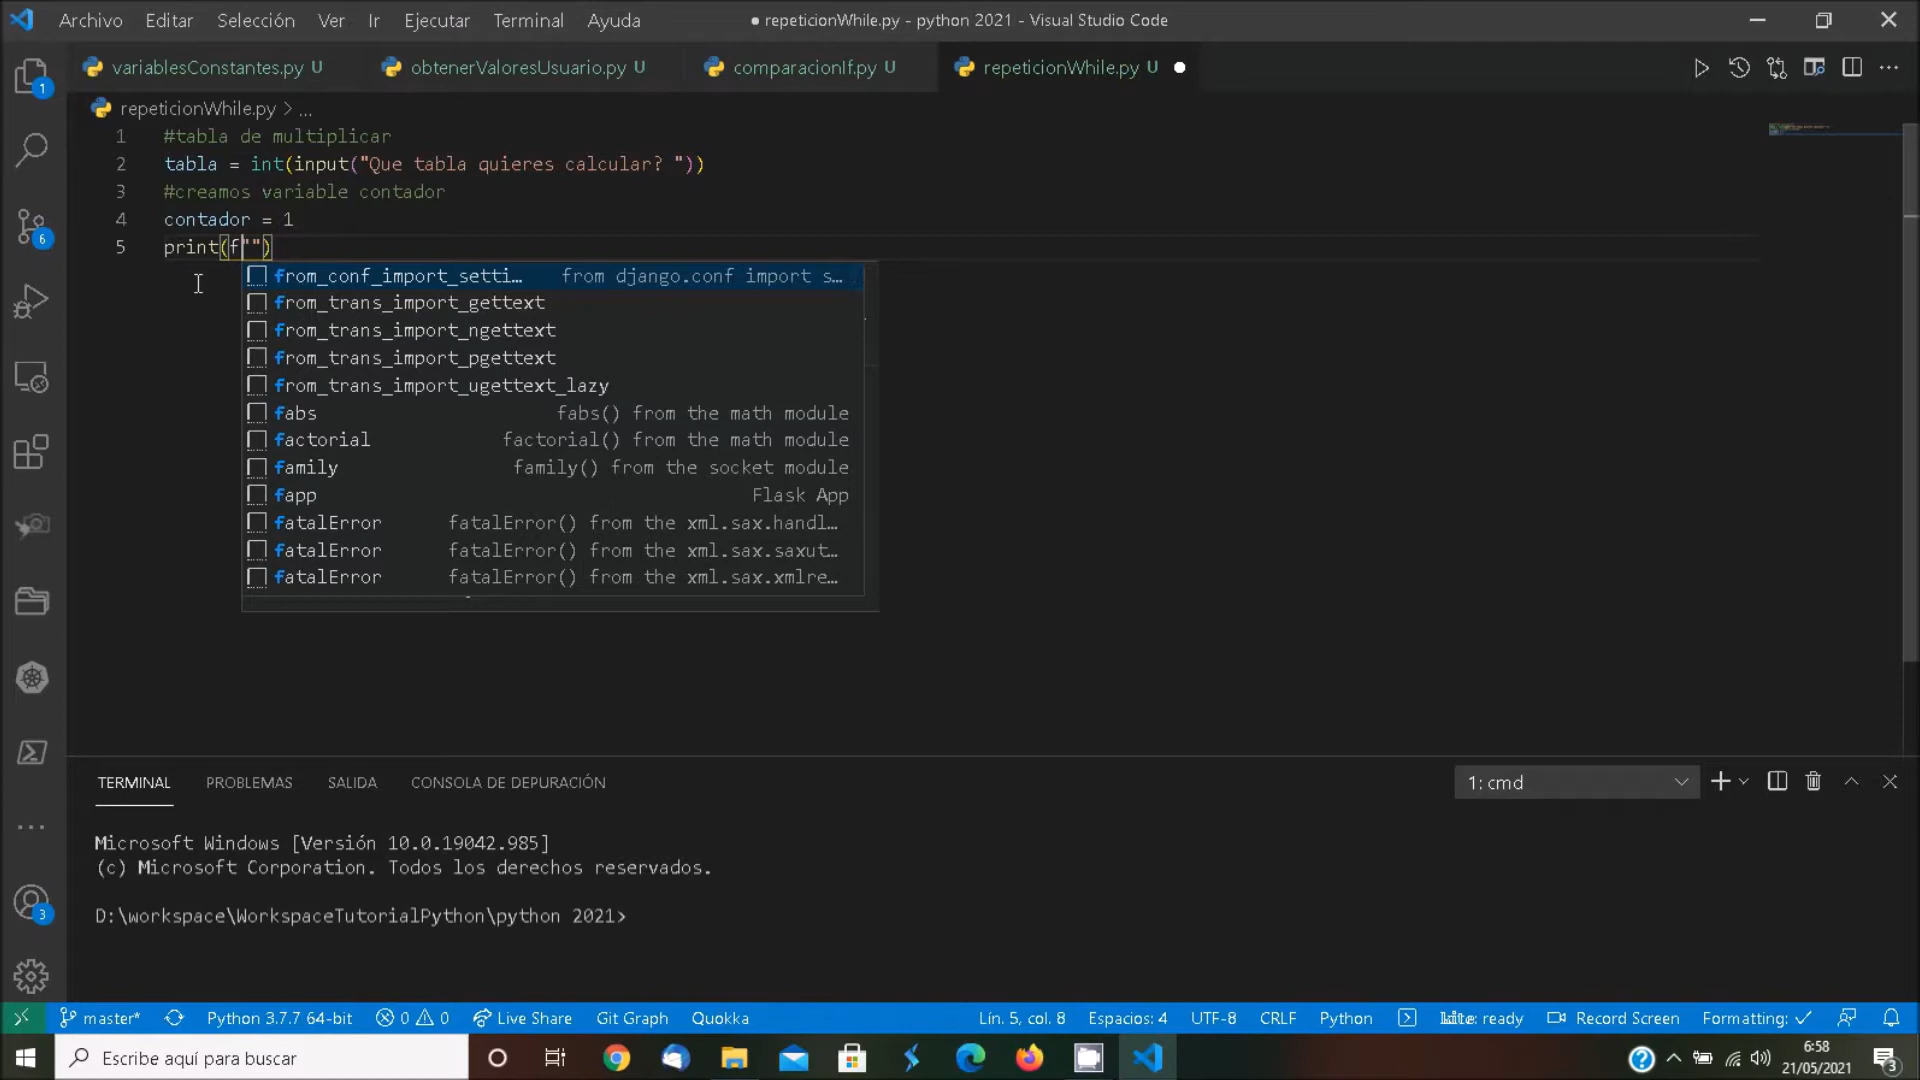 Archivo Editar Selección Ver Ir Ejecutar Terminal Ayuda ● repeticionWhile.py - python 2021 - Visual Studio Code
variablesConstantes.py U obtenerValoresUsuario.py U comparacionIf.py U repeticionWhile.py U
repeticionWhile.py > ...
1 #tabla de multiplicar
2 tabla = int(input("Que tabla quieres calcular? "))
3 #creamos variable contador
4 contador = 1
5 print(f"")
from_conf_import_setti... from django.conf import s...
from_trans_import_gettext
from_trans_import_ngettext
from_trans_import_pgettext
from_trans_import_ugettext_lazy
fabs fabs() from the math module
factorial factorial() from the math module
family family() from the socket module
fapp Flask App
fatalError fatalError() from the xml.sax.handl...
fatalError fatalError() from the xml.sax.saxut...
fatalError fatalError() from the xml.sax.xmlre...
1
6
3
TERMINAL PROBLEMAS SALIDA CONSOLA DE DEPURACIÓN 1: cmd
Microsoft Windows [Versión 10.0.19042.985]
(c) Microsoft Corporation. Todos los derechos reservados.
D:\workspace\WorkspaceTutorialPython\python 2021>
master* Python 3.7.7 64-bit 0 0 Live Share Git Graph Quokka Lín. 5, col. 8 Espacios: 4 UTF-8 CRLF Python ready Record Screen Formatting: ✓
Escribe aquí para buscar
6:58
21/05/2021
3